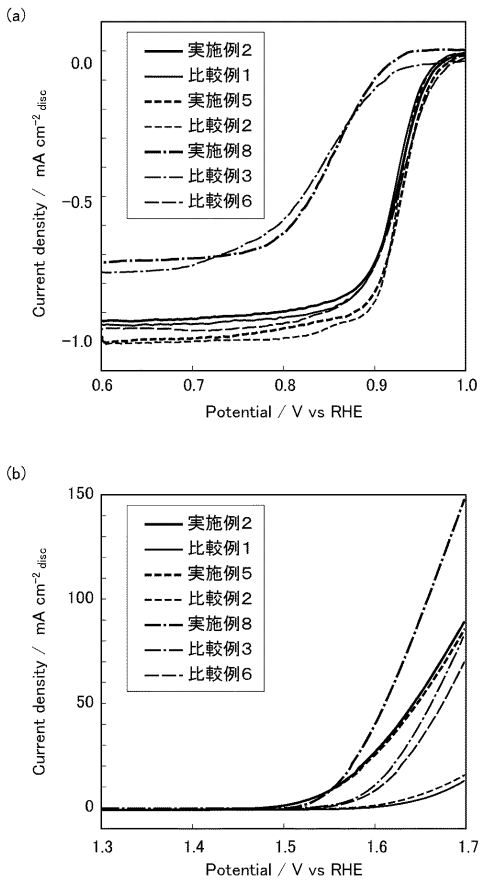 (a)
実施例2
比較例1
実施例5
比較例2
実施例8
比較例3
比較例6
0.0
-0.5
-1.0
Current density / mA cm⁻² disc
0.6 0.7 0.8 0.9 1.0
Potential / V vs RHE
(b)
実施例2
比較例1
実施例5
比較例2
実施例8
比較例3
比較例6
150
100
50
0
Current density / mA cm⁻² disc
1.3 1.4 1.5 1.6 1.7
Potential / V vs RHE